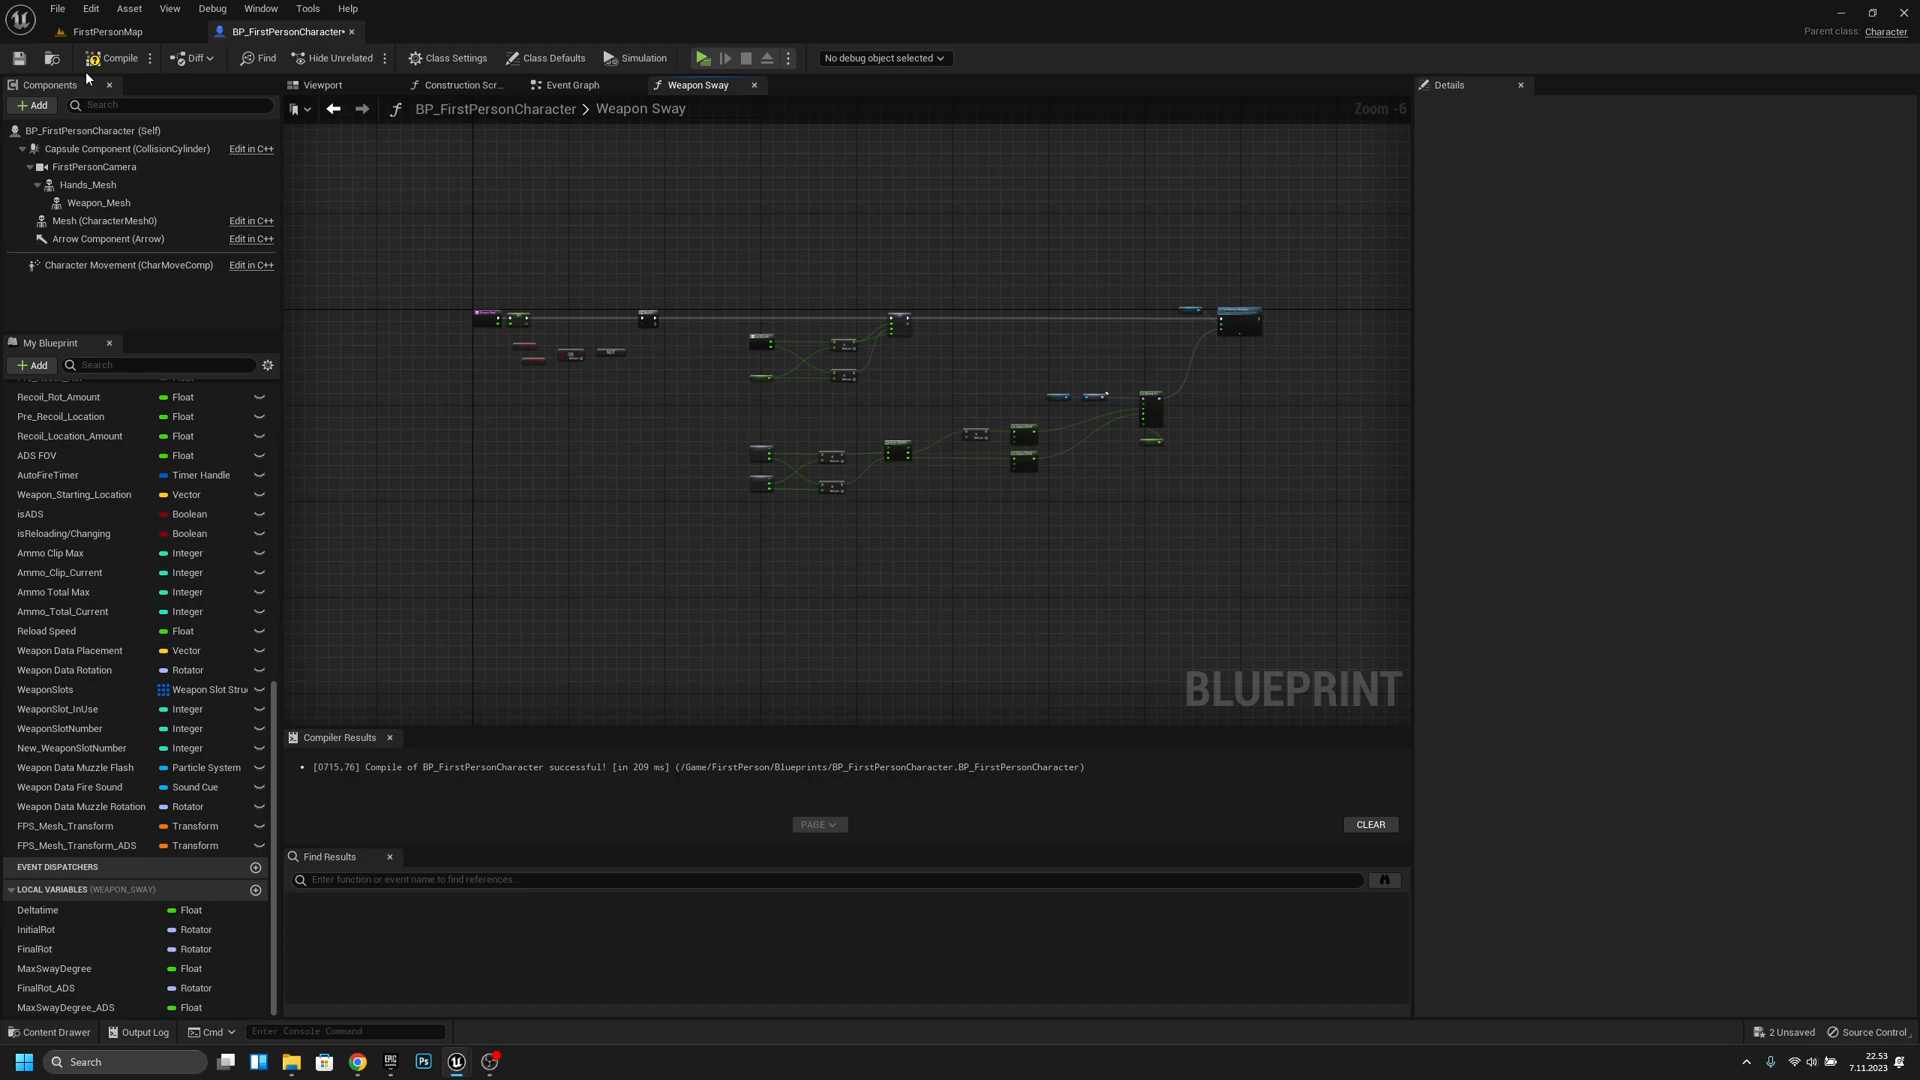 File Edit Asset View Debug Window Tools Help
FirstPersonMap BP_FirstPersonCharacter*
Parent class: Character
Compile Diff Find Hide Unrelated Class Settings Class Defaults Simulation No debug object selected
Components Viewport Construction Scr... Event Graph Weapon Sway Details
Add Search
BP_FirstPersonCharacter > Weapon Sway Zoom -6
BP_FirstPersonCharacter (Self)
Capsule Component (CollisionCylinder) Edit in C++
FirstPersonCamera
Hands_Mesh
Weapon_Mesh
Mesh (CharacterMesh0) Edit in C++
Arrow Component (Arrow) Edit in C++
Character Movement (CharMoveComp) Edit in C++
My Blueprint
Add Search
Recoil_Rot_Amount Float
Pre_Recoil_Location Float
Recoil_Location_Amount Float
ADS FOV Float
AutoFireTimer Timer Handle
Weapon_Starting_Location Vector
isADS Boolean
isReloading/Changing Boolean
Ammo Clip Max Integer
Ammo_Clip_Current Integer
Ammo Total Max Integer
Ammo_Total_Current Integer
Reload Speed Float
Weapon Data Placement Vector
Weapon Data Rotation Rotator
WeaponSlots Weapon Slot Stru
WeaponSlot_InUse Integer
WeaponSlotNumber Integer
New_WeaponSlotNumber Integer
Weapon Data Muzzle Flash Particle System
Weapon Data Fire Sound Sound Cue
Weapon Data Muzzle Rotation Rotator
FPS_Mesh_Transform Transform
FPS_Mesh_Transform_ADS Transform
EVENT DISPATCHERS
LOCAL VARIABLES (WEAPON_SWAY)
Deltatime Float
InitialRot Rotator
FinalRot Rotator
MaxSwayDegree Float
FinalRot_ADS Rotator
MaxSwayDegree_ADS Float
OR NOT
BLUEPRINT
Compiler Results
[0715,76] Compile of BP_FirstPersonCharacter successful! [in 209 ms] (/Game/FirstPerson/Blueprints/BP_FirstPersonCharacter.BP_FirstPersonCharacter)
PAGE CLEAR
Find Results
Enter function or event name to find references...
Content Drawer Output Log Cmd Enter Console Command 2 Unsaved Source Control
Search EPIC Ps 22.53
7.11.2023